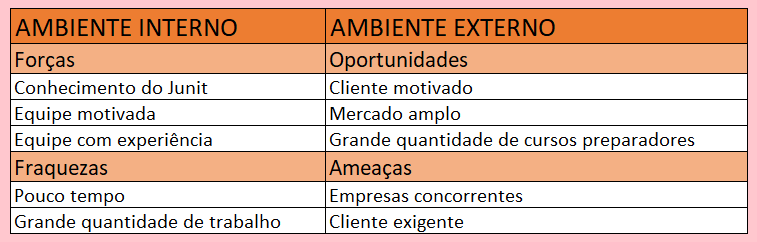 AMBIENTE INTERNO AMBIENTE EXTERNO
Forças Oportunidades
Conhecimento do Junit Cliente motivado
Equipe motivada Mercado amplo
Equipe com experiência Grande quantidade de cursos preparadores
Fraquezas Ameaças
Pouco tempo Empresas concorrentes
Grande quantidade de trabalho Cliente exigente